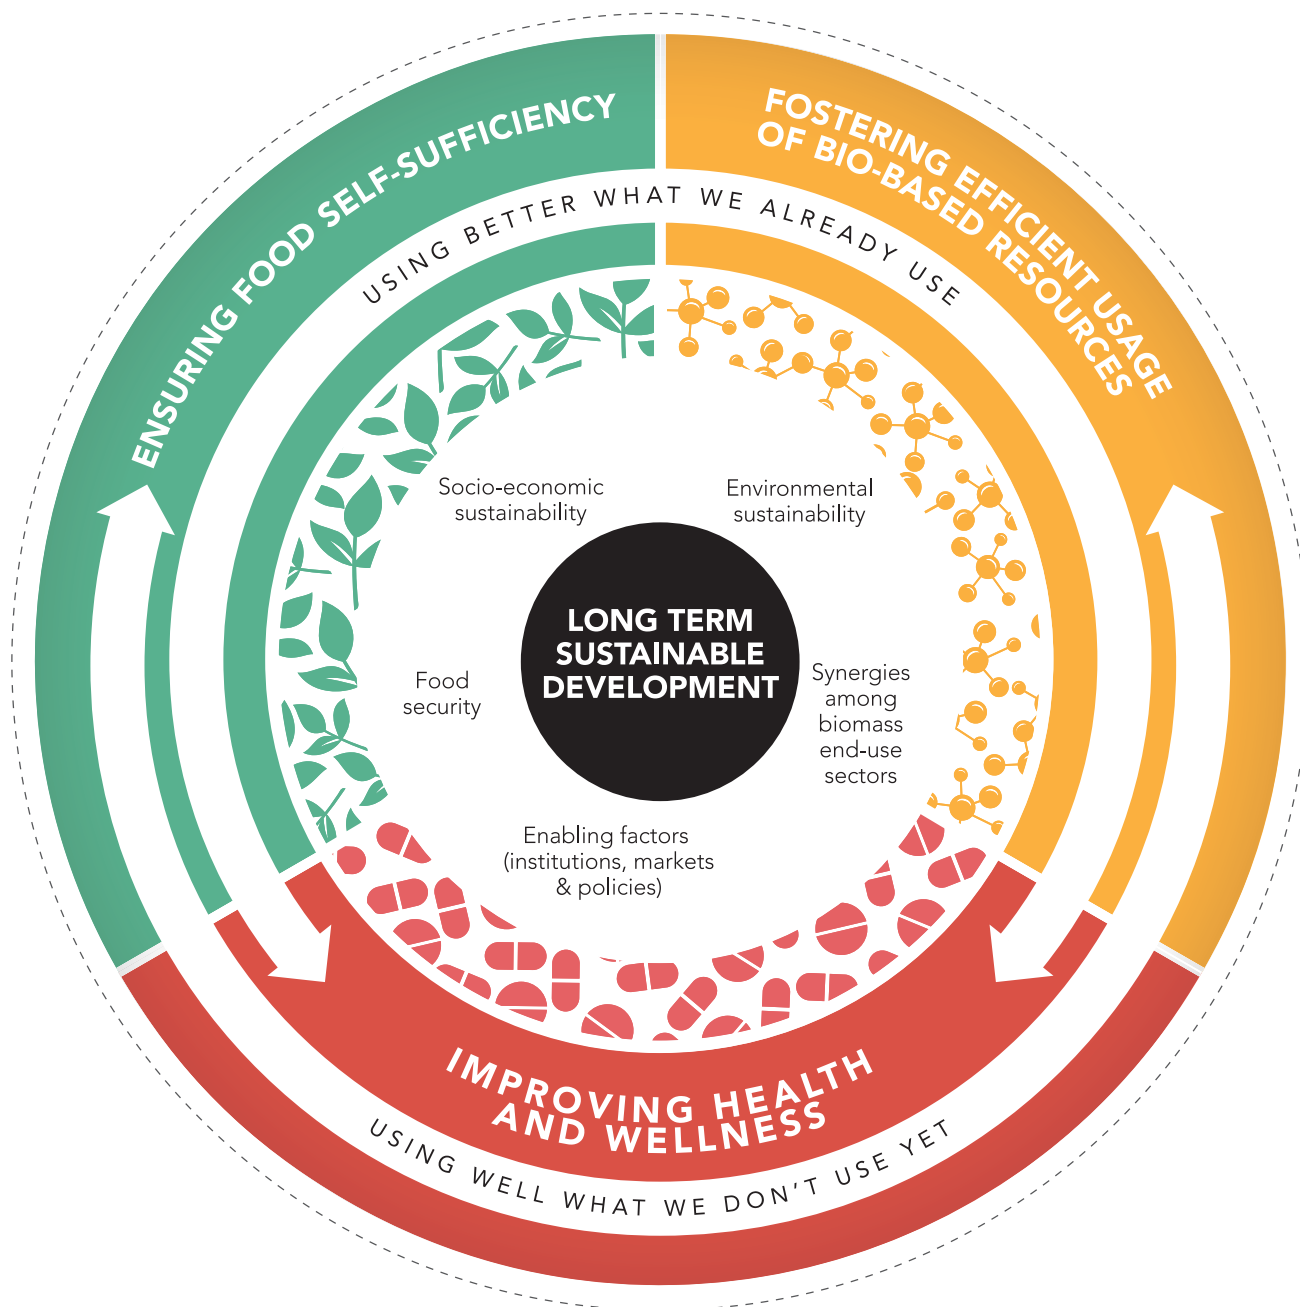 ENSURING FOOD SELF-SUFFICIENCY
FOSTERING EFFICIENT USAGE
OF BIO-BASED RESOURCES
USING BETTER WHAT WE ALREADY USE
Socio-economic
sustainability
Environmental
sustainability
LONG TERM
SUSTAINABLE
DEVELOPMENT
Food
security
Synergies
among
biomass
end-use
sectors
Enabling factors
(institutions, markets
& policies)
IMPROVING HEALTH
AND WELLNESS
USING WELL WHAT WE DON'T USE YET